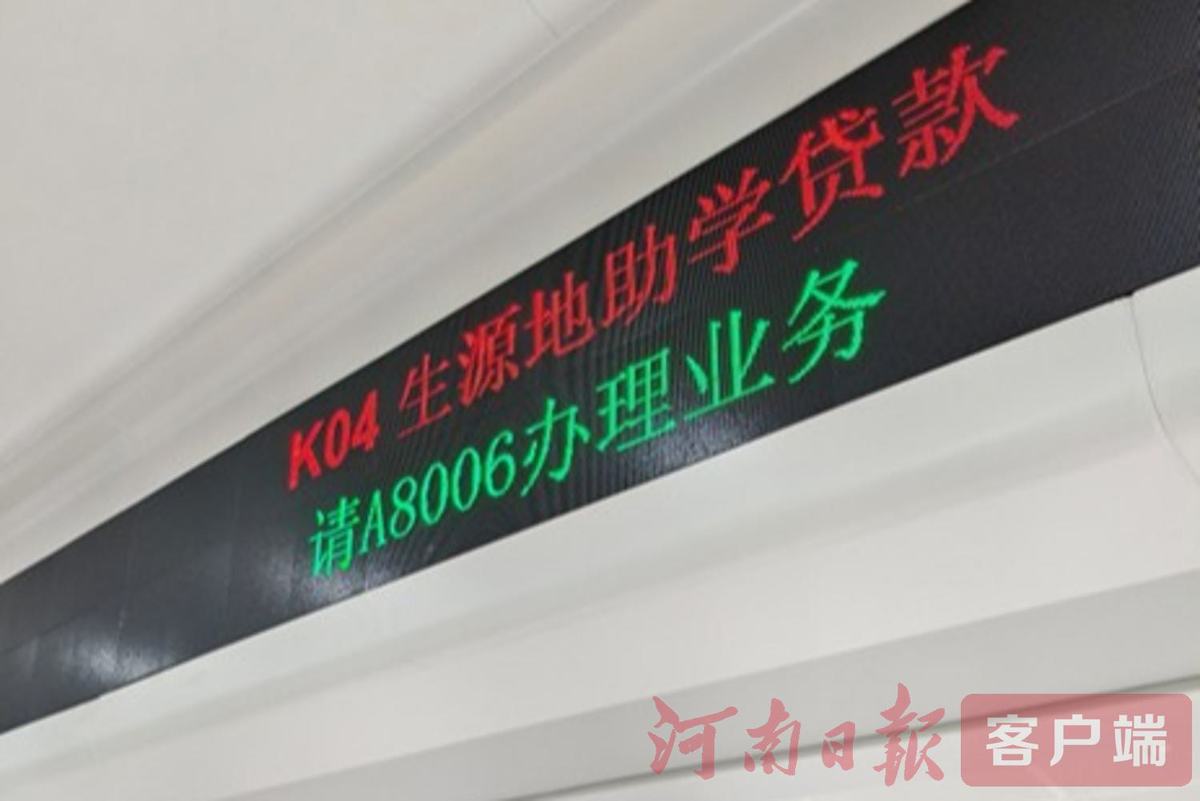 K04 生源地助学贷款
请A8006办理业务
河南日报 客户端